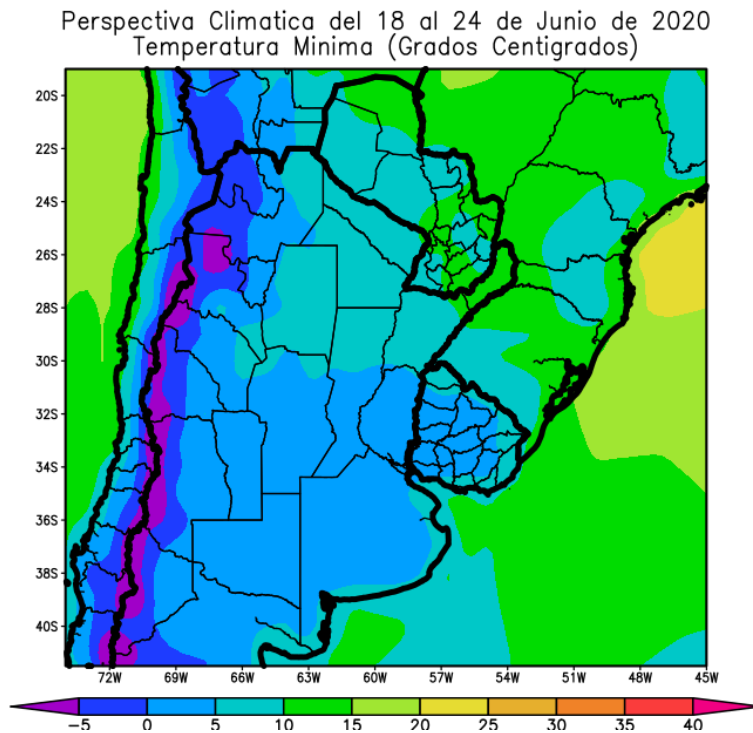 Perspectiva Climatica del 18 al 24 de Junio de 2020
Temperatura Minima (Grados Centigrados)
20S
22S
24S
26S
28S
30S
32S
34S
36S
38S
40S
72W 69W 66W 63W 60W 57W 54W 51W 48W 45W
-5 0 5 10 15 20 25 30 35 40